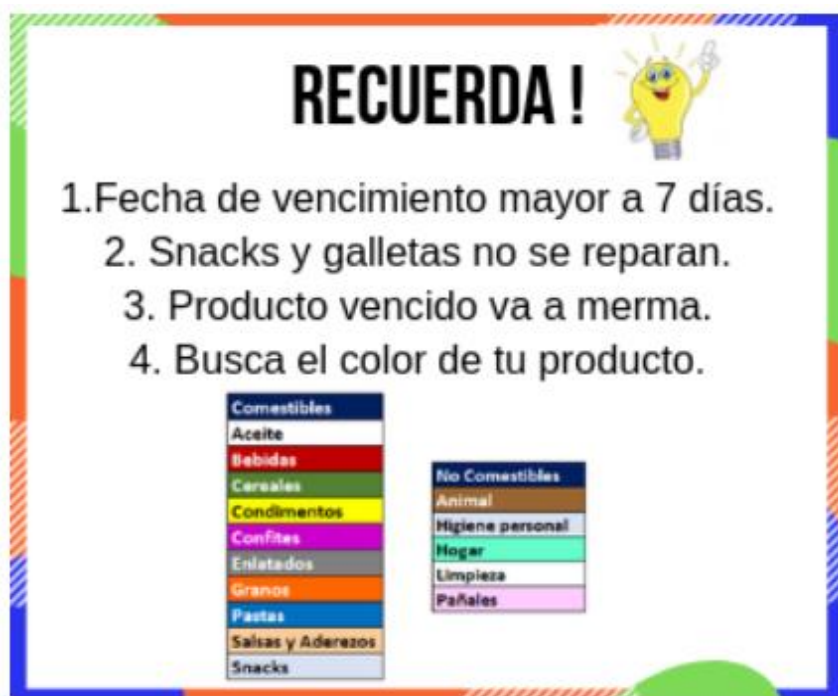 RECUERDA !
1.Fecha de vencimiento mayor a 7 días.
2. Snacks y galletas no se reparan.
3. Producto vencido va a merma.
4. Busca el color de tu producto.
Comestibles
Aceite
Bebidas
Cereales
Condimentos
Confites
Enlatados
Granos
Pastas
Salsas y Aderezos
Snacks
No Comestibles
Animal
Higiene personal
Hogar
Limpieza
Pañales